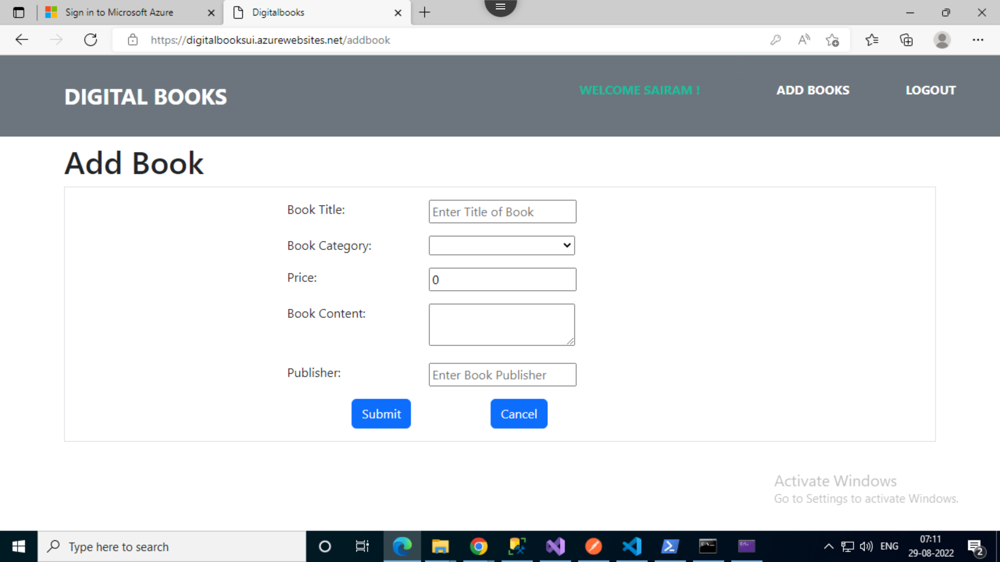 Sign in to Microsoft Azure
Digitalbooks
https://digitalbooksui.azurewebsites.net/addbook
DIGITAL BOOKS
WELCOME SAIRAM !
ADD BOOKS
LOGOUT
Add Book
Book Title:
Enter Title of Book
Book Category:
Price:
0
Book Content:
Publisher:
Enter Book Publisher
Submit
Cancel
Activate Windows
Go to Settings to activate Windows.
Type here to search
ENG
07:11
29-08-2022
2